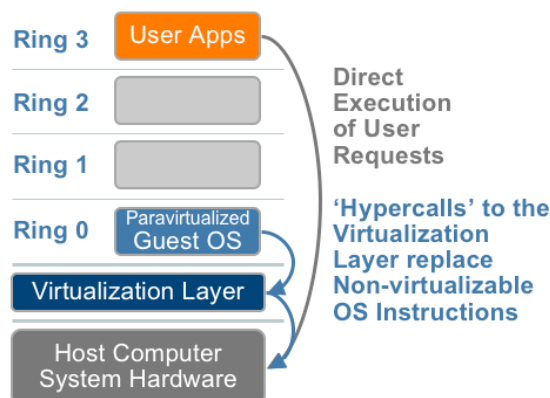 Ring 3
User Apps
Ring 2
Ring 1
Ring 0
Paravirtualized
Guest OS
Virtualization Layer
Host Computer
System Hardware
Direct
Execution
of User
Requests
‘Hypercalls’ to the
Virtualization
Layer replace
Non-virtualizable
OS Instructions